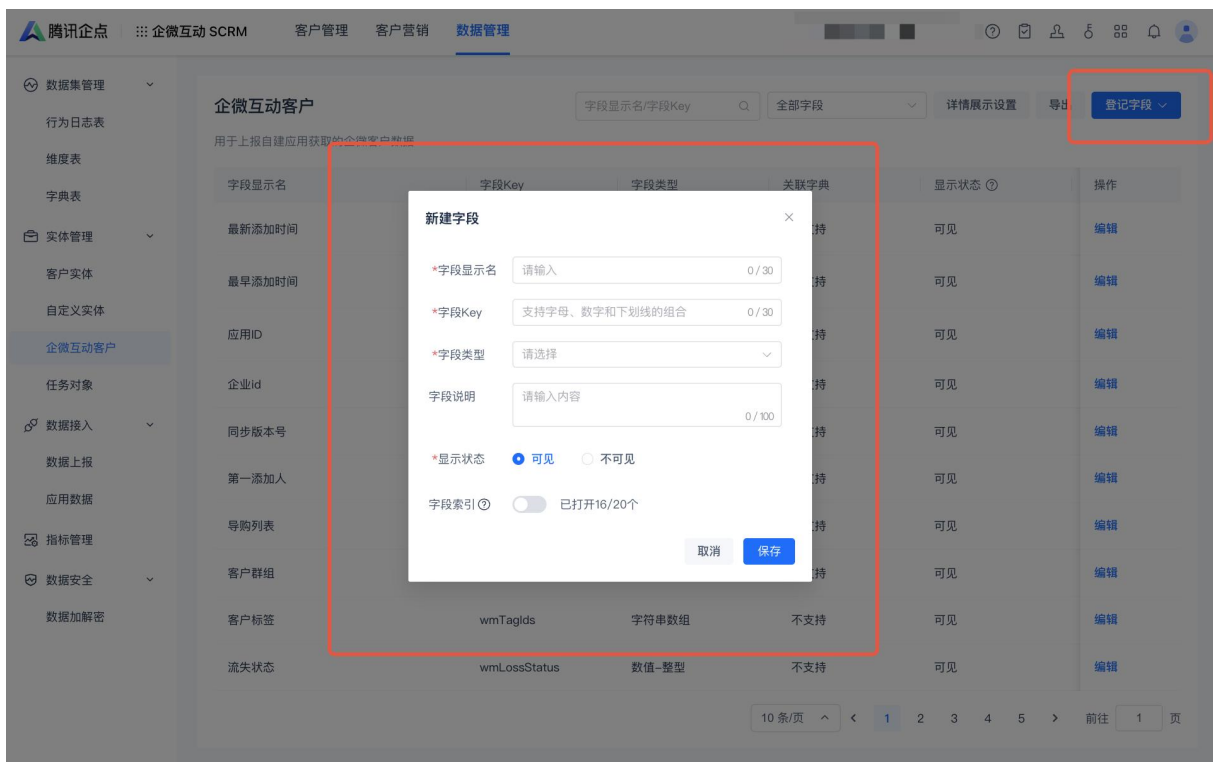 腾讯企点 企微互动 SCRM 客户管理 客户营销 数据管理
数据集管理
行为日志表
维度表
字典表
实体管理
客户实体
自定义实体
企微互动客户
任务对象
数据接入
数据上报
应用数据
指标管理
数据安全
数据加解密
企微互动客户 字段显示名/字段Key 全部字段 详情展示设置 导出 登记字段
用于上报自建应用获取的企微客户数据
字段显示名 字段Key 字段类型 关联字典 显示状态 操作
最新添加时间 持 可见 编辑
最早添加时间 持 可见 编辑
应用ID 持 可见 编辑
企业id 持 可见 编辑
同步版本号 持 可见 编辑
第一添加人 持 可见 编辑
导购列表 持 可见 编辑
客户群组 持 可见 编辑
客户标签 wmTagIds 字符串数组 不支持 可见 编辑
流失状态 wmLossStatus 数值-整型 不支持 可见 编辑
10 条/页 1 2 3 4 5 前往 1 页
新建字段
*字段显示名 请输入 0/30
*字段Key 支持字母、数字和下划线的组合 0/30
*字段类型 请选择
字段说明 请输入内容 0/100
*显示状态 可见 不可见
字段索引 已打开16/20个
取消 保存